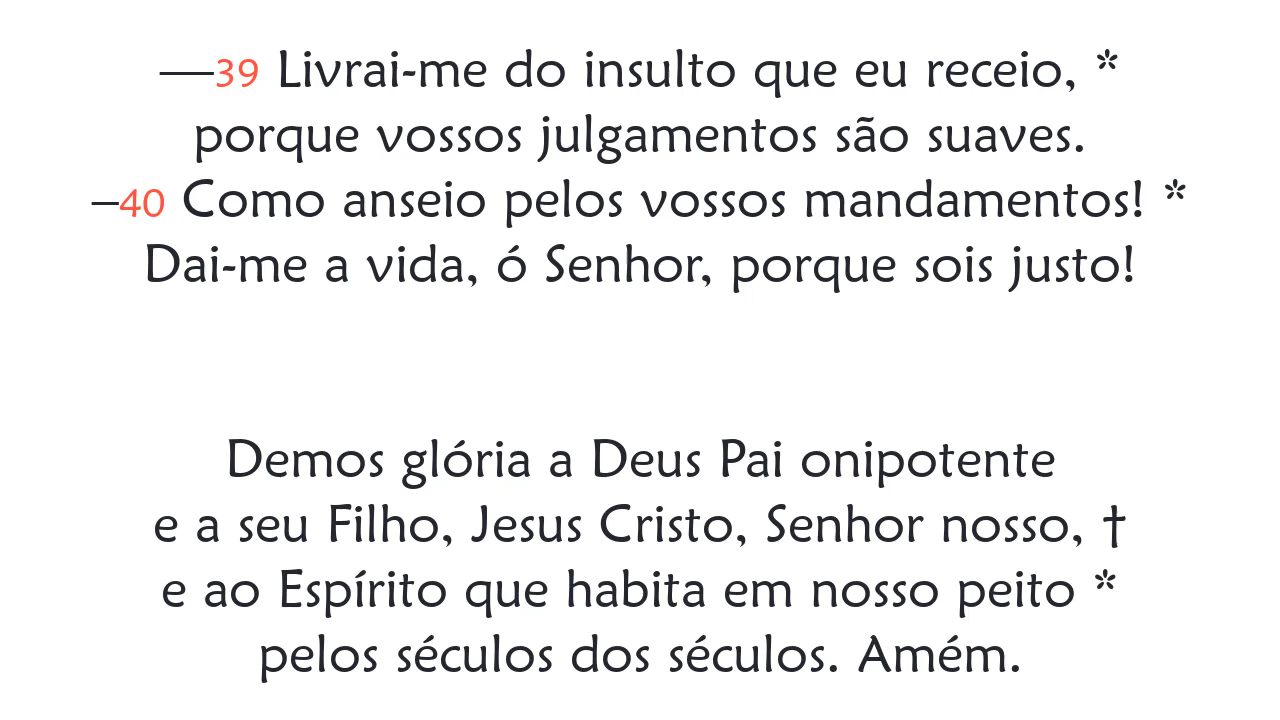 —39 Livrai-me do insulto que eu receio, *
porque vossos julgamentos são suaves.
–40 Como anseio pelos vossos mandamentos! *
Dai-me a vida, ó Senhor, porque sois justo!
Demos glória a Deus Pai onipotente
e a seu Filho, Jesus Cristo, Senhor nosso, †
e ao Espírito que habita em nosso peito *
pelos séculos dos séculos. Amém.